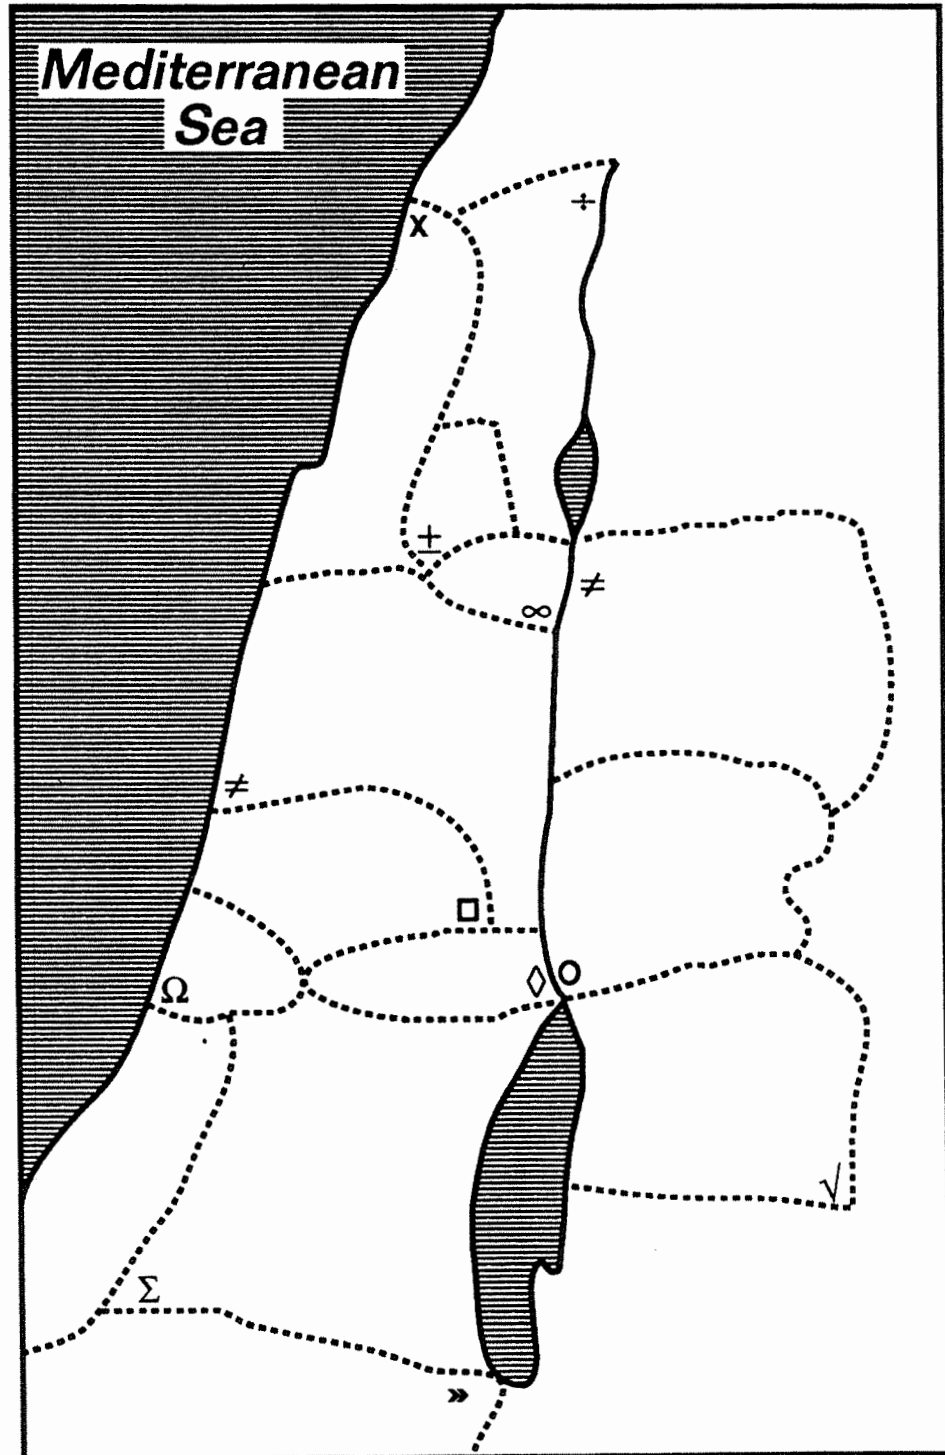 Mediterranean
Sea
÷
X
±
≠
∞
≠
□
◊ O
Ω
√
Σ
»